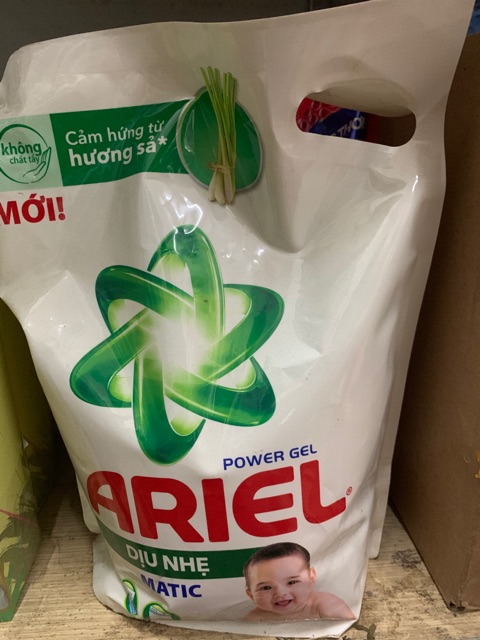 không
chất tẩy
Cảm hứng từ
hương sả*
MỚI!
POWER GEL
ARIEL®
DỊU NHẸ
MATIC